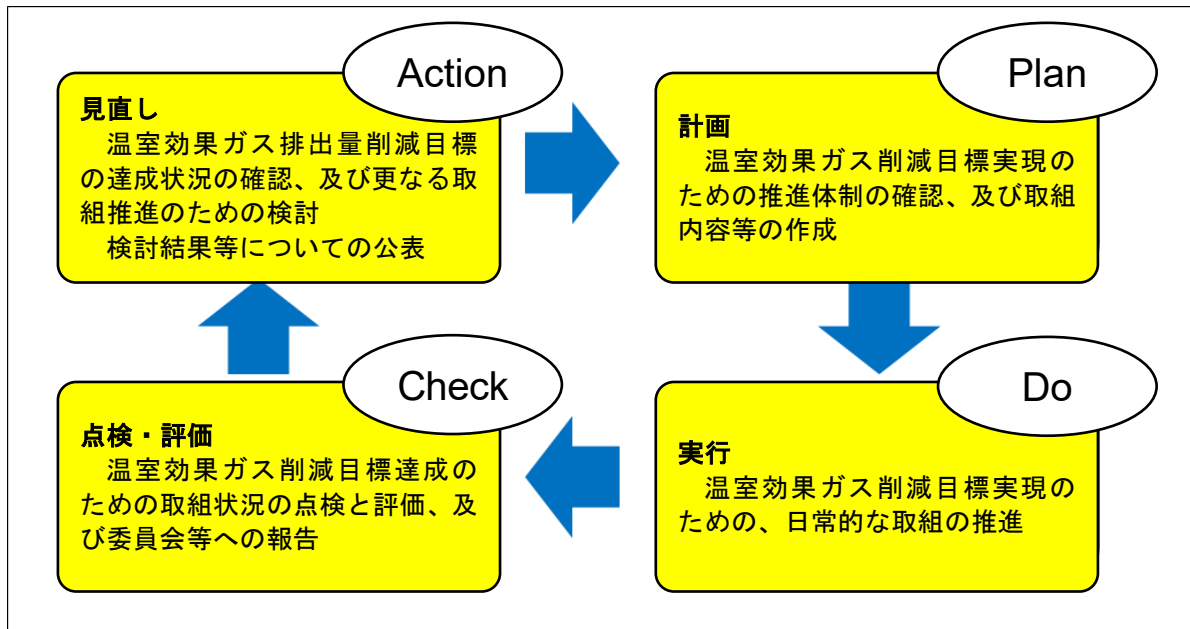 Action
見直し
温室効果ガス排出量削減目標
の達成状況の確認、及び更なる取
組推進のための検討
検討結果等についての公表
Plan
計画
温室効果ガス削減目標実現の
ための推進体制の確認、及び取組
内容等の作成
Check
点検・評価
温室効果ガス削減目標達成の
ための取組状況の点検と評価、及
び委員会等への報告
Do
実行
温室効果ガス削減目標実現の
ための、日常的な取組の推進